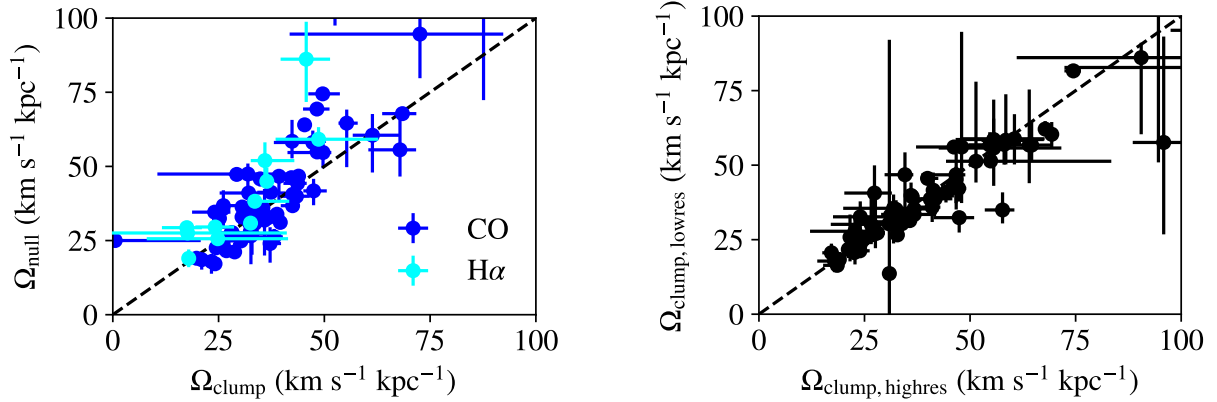 100
75
50
25
0
Ω_null (km s⁻¹ kpc⁻¹)
CO
Hα
0 25 50 75 100
Ω_clump (km s⁻¹ kpc⁻¹)
100
75
50
25
0
Ω_clump, lowres (km s⁻¹ kpc⁻¹)
0 25 50 75 100
Ω_clump, highres (km s⁻¹ kpc⁻¹)